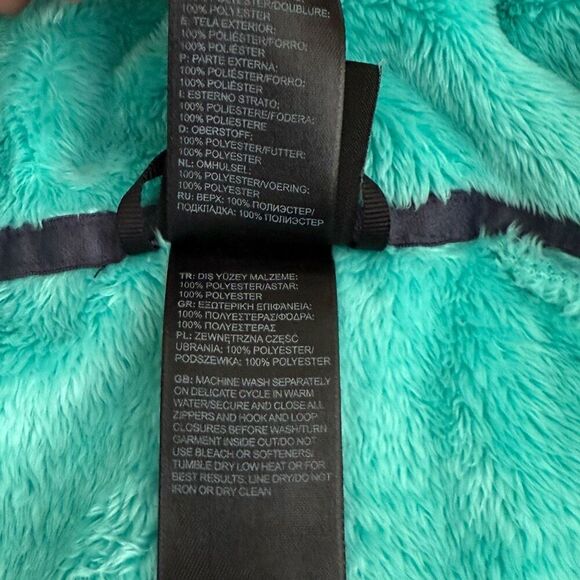 POLYESTER/DOUBLURE:
100% POLYESTER
E: TELA EXTERIOR:
100% POLIÉSTER/FORRO:
100% POLIÉSTER
P: PARTE EXTERNA:
100% POLIÉSTER/FORRO:
100% POLIÉSTER
I: ESTERNO STRATO:
100% POLIESTERE/FODERA:
100% POLIESTERE
D: OBERSTOFF:
100% POLYESTER/FUTTER:
100% POLYESTER
NL: OMHULSEL:
100% POLYESTER/VOERING:
100% POLYESTER
RU: ВЕРХ: 100% ПОЛИЭСТЕР/
ПОДКЛАДКА: 100% ПОЛИЭСТЕР
TR: DIŞ YÜZEY MALZEME:
100% POLYESTER/ASTAR:
100% POLYESTER
GR: ΕΞΩΤΕΡΙΚΗ ΕΠΙΦΑΝΕΙΑ:
100% ΠΟΛΥΕΣΤΕΡΑΣ/ΦΟΔΡΑ:
100% ΠΟΛΥΕΣΤΕΡΑΣ
PL: ZEWNĘTRZNA CZĘŚĆ
UBRANIA: 100% POLYESTER/
PODSZEWKA: 100% POLYESTER
GB: MACHINE WASH SEPARATELY
ON DELICATE CYCLE IN WARM
WATER/SECURE AND CLOSE ALL
ZIPPERS AND HOOK AND LOOP
CLOSURES BEFORE WASH/TURN
GARMENT INSIDE OUT/DO NOT
USE BLEACH OR SOFTENERS/
TUMBLE DRY LOW HEAT OR FOR
BEST RESULTS, LINE DRY/DO NOT
IRON OR DRY CLEAN